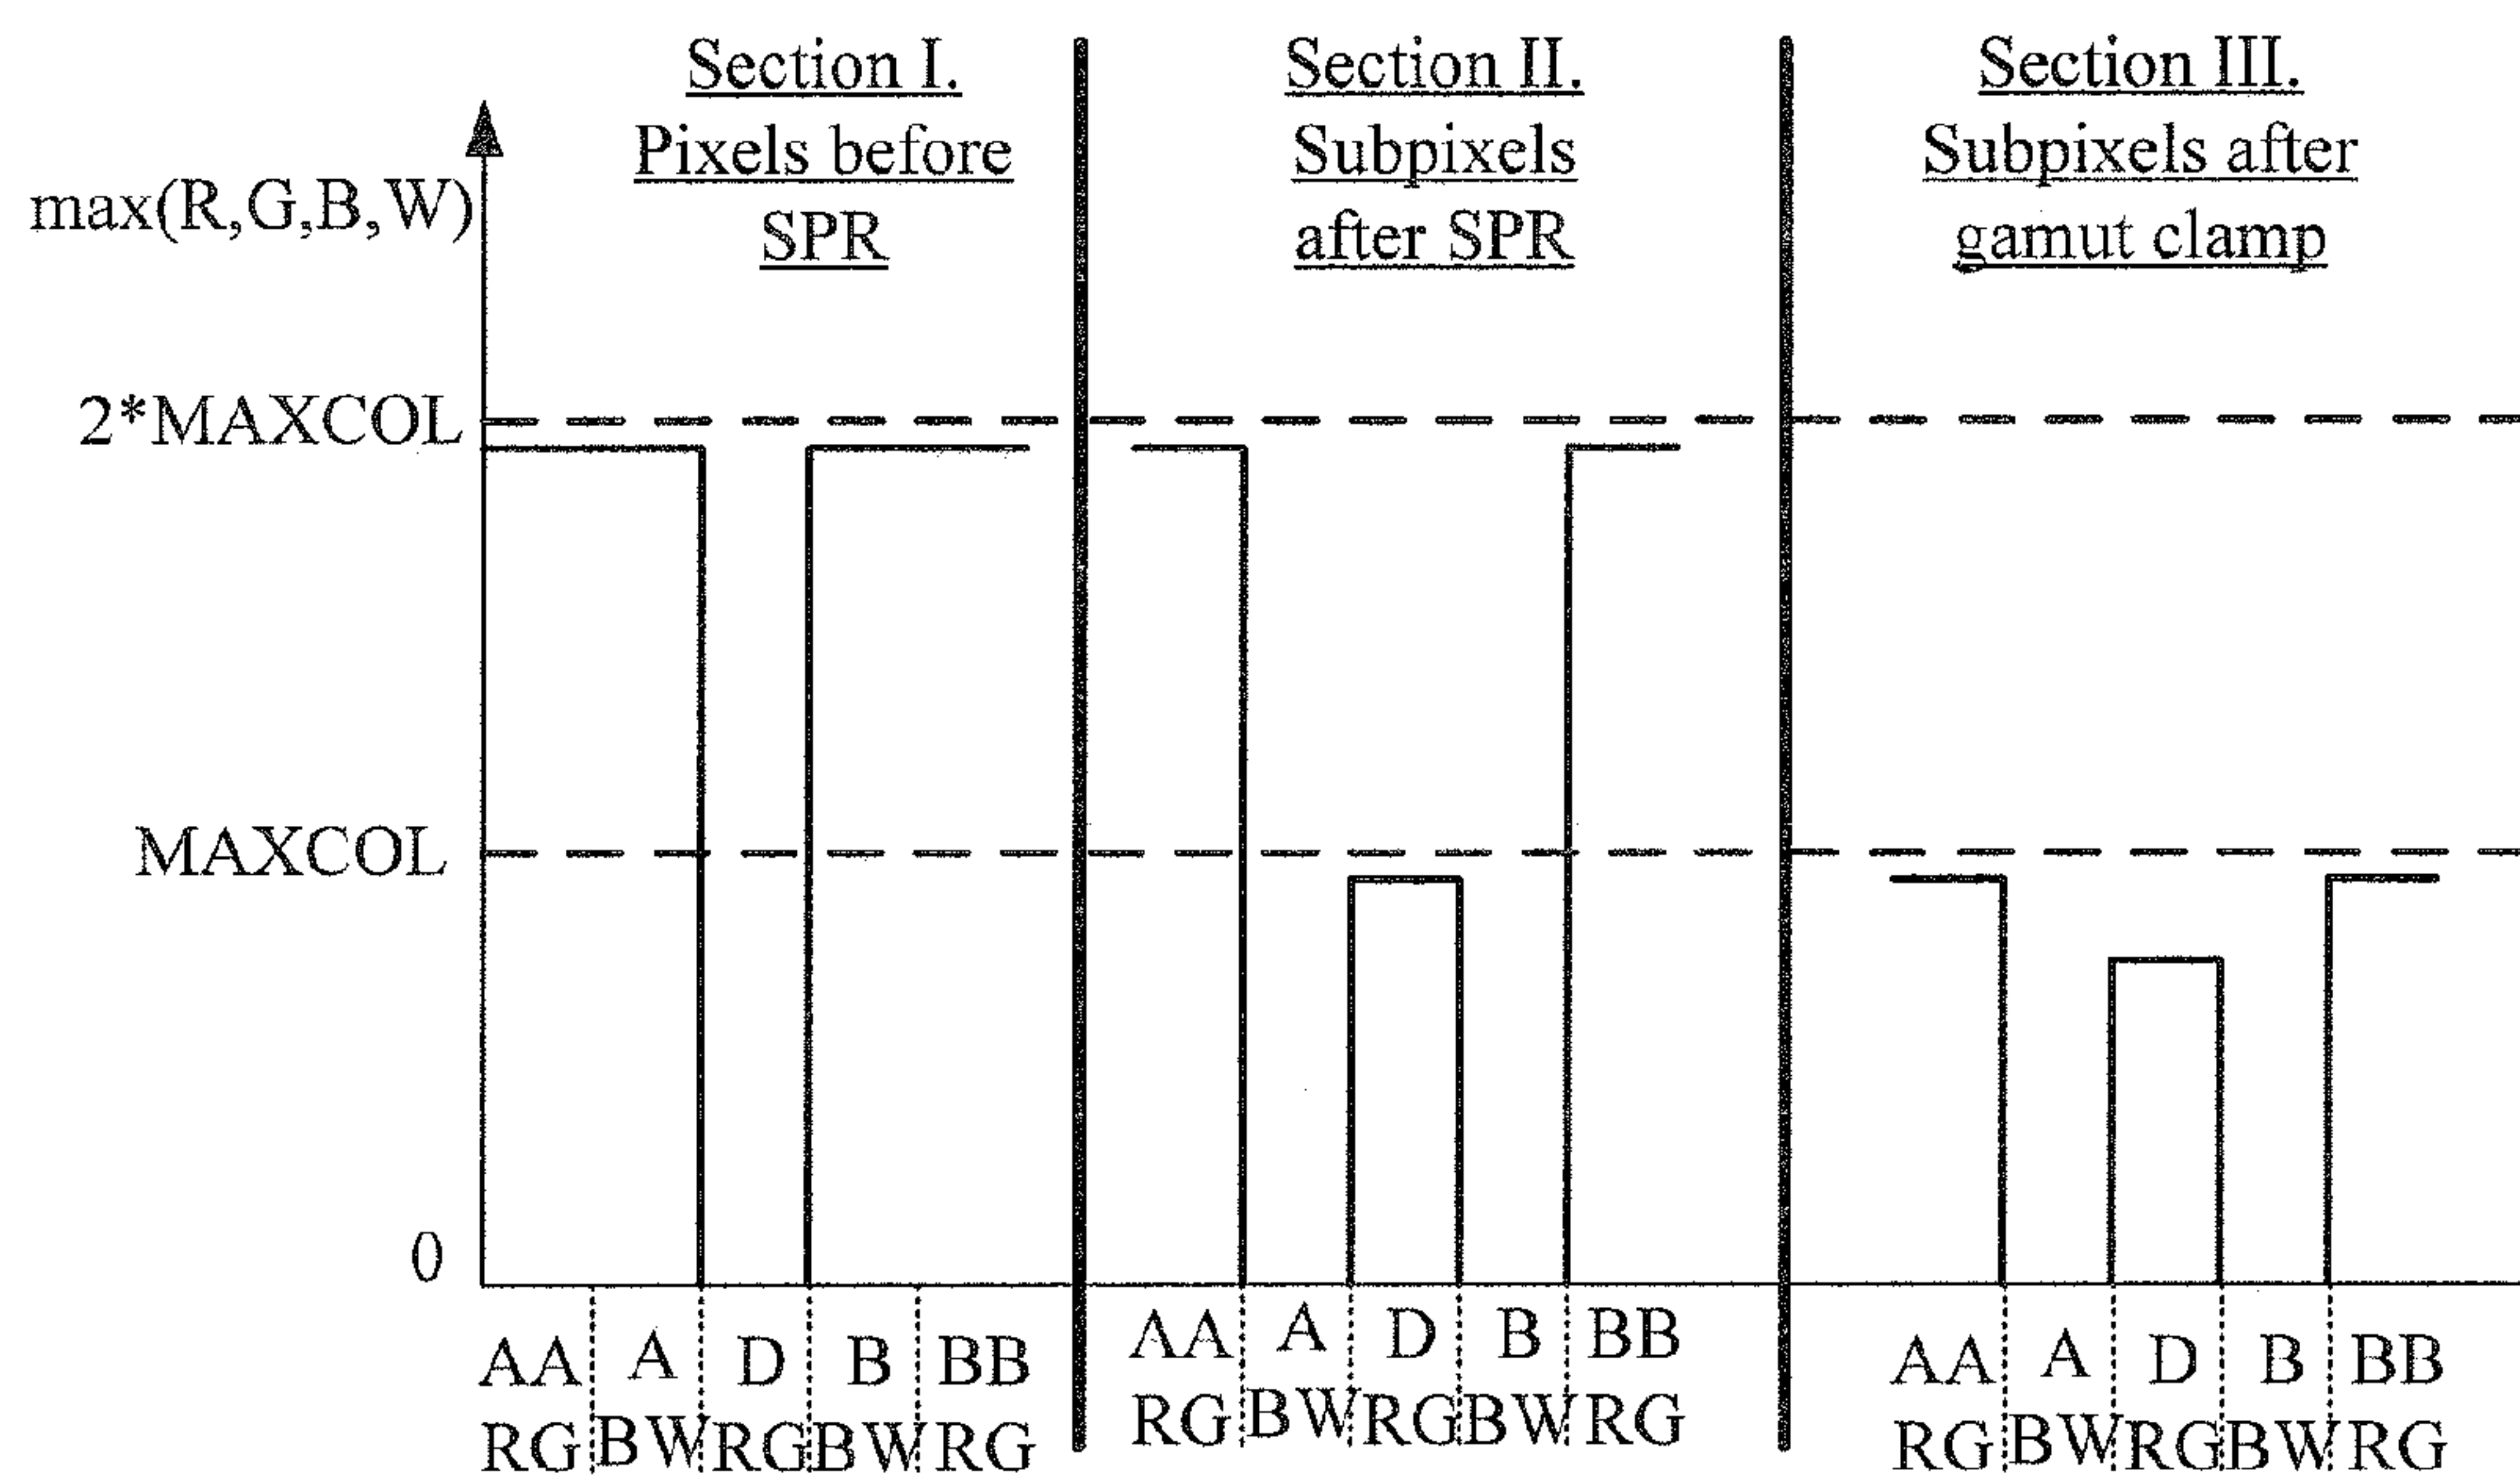 Section I.
Pixels before
SPR
Section II.
Subpixels
after SPR
Section III.
Subpixels after
gamut clamp
max(R,G,B,W)
2*MAXCOL
MAXCOL
0
AA A D B BB
RG BW RG BW RG
AA A D B BB
RG BW RG BW RG
AA A D B BB
RG BW RG BW RG